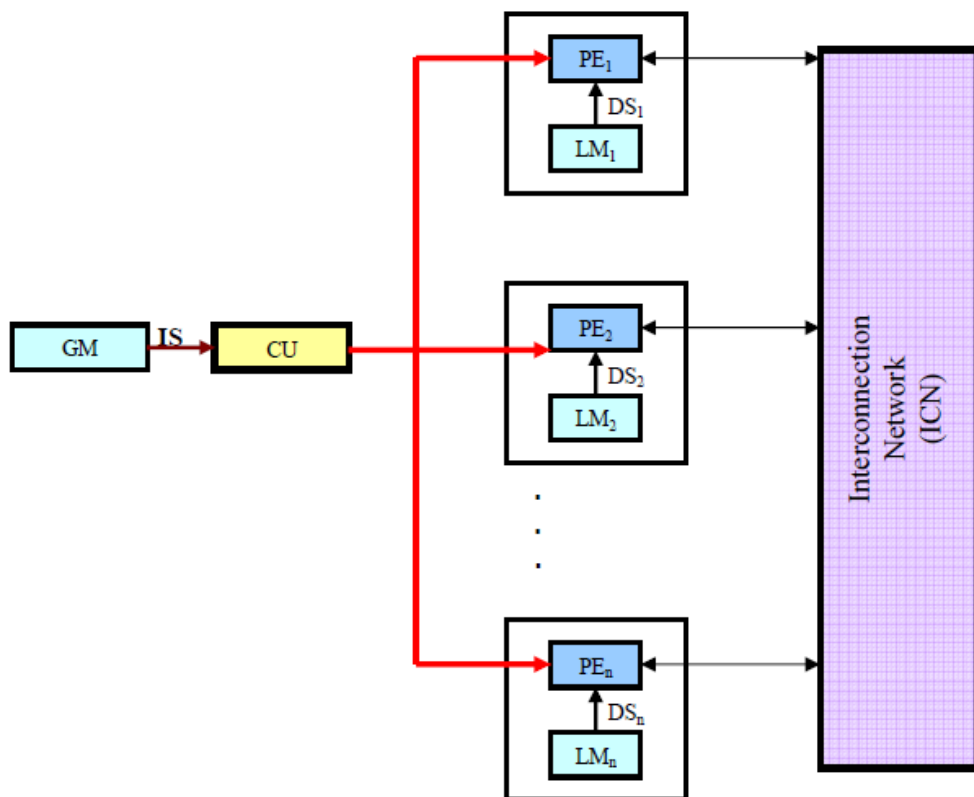 PE₁
DS₁
LM₁
GM
IS
CU
PE₂
DS₂
LM₂
Interconnection
Network
(ICN)
.
.
.
PEₙ
DSₙ
LMₙ